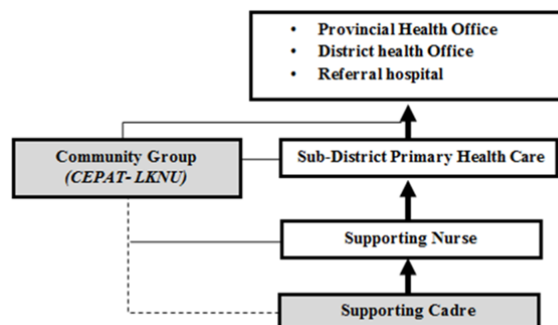 • Provincial Health Office
• District health Office
• Referral hospital
Community Group
(CEPAT- LKNU)
Sub-District Primary Health Care
Supporting Nurse
Supporting Cadre